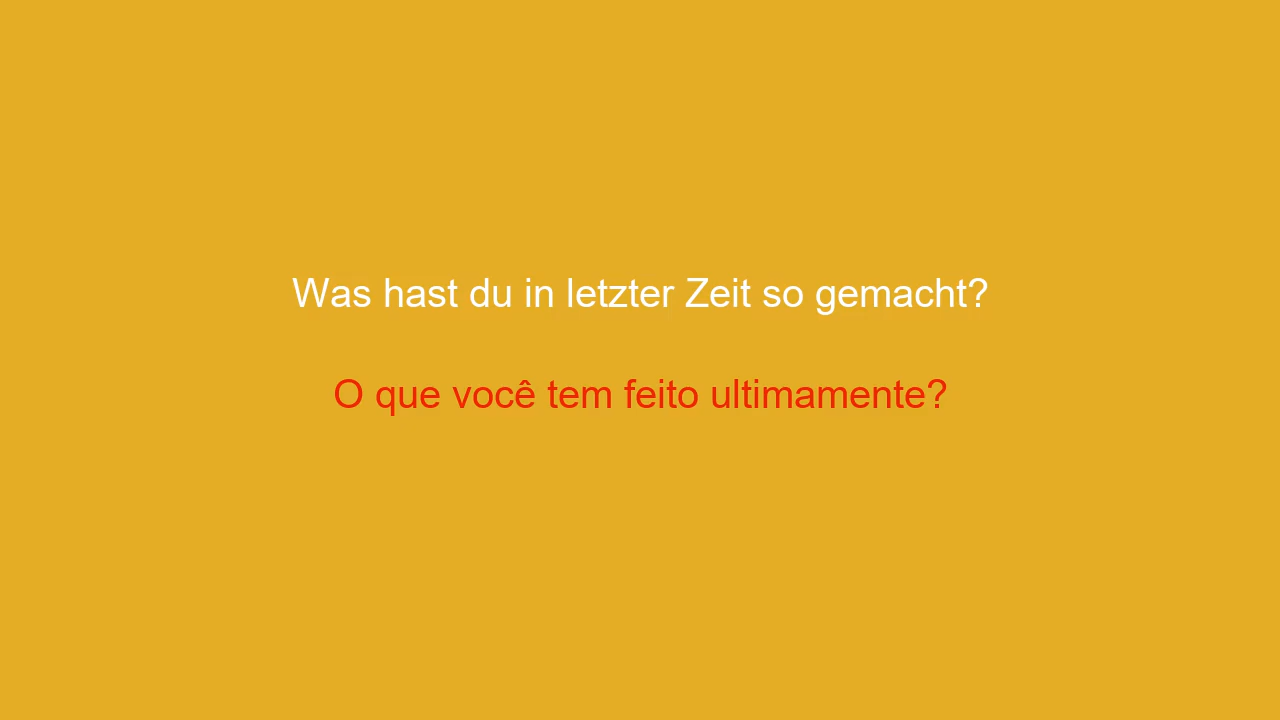 Was hast du in letzter Zeit so gemacht?
O que você tem feito ultimamente?